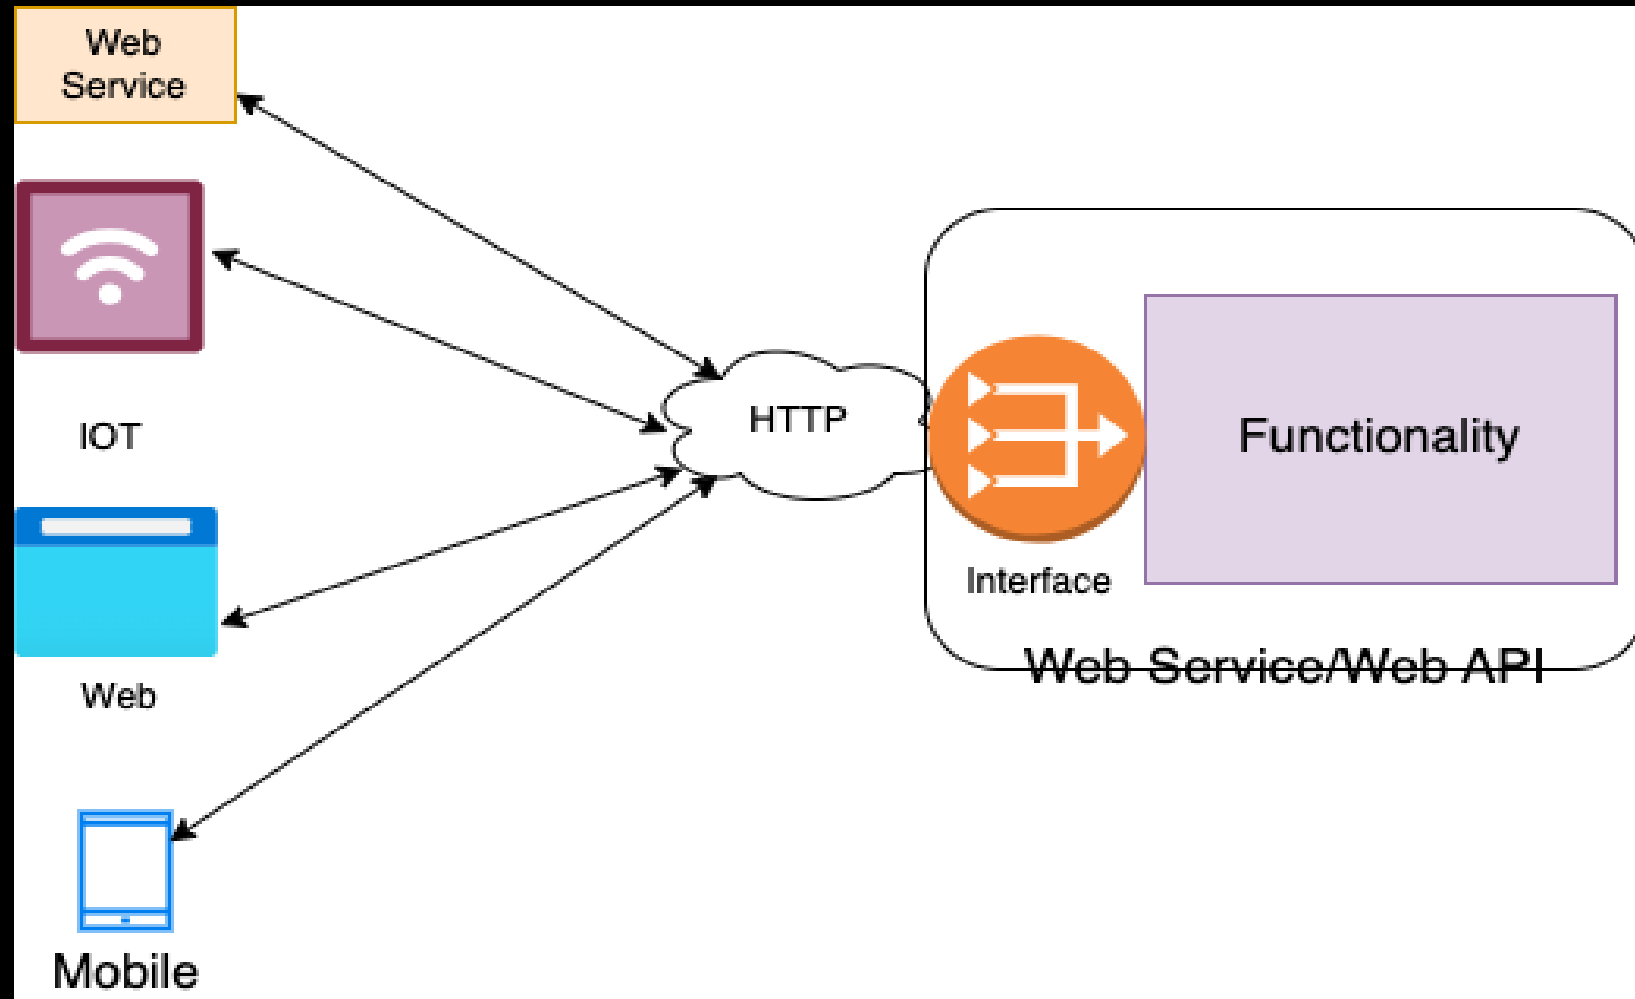 Web
Service
IOT
Web
Mobile
HTTP
Interface
Functionality
Web Service/Web API